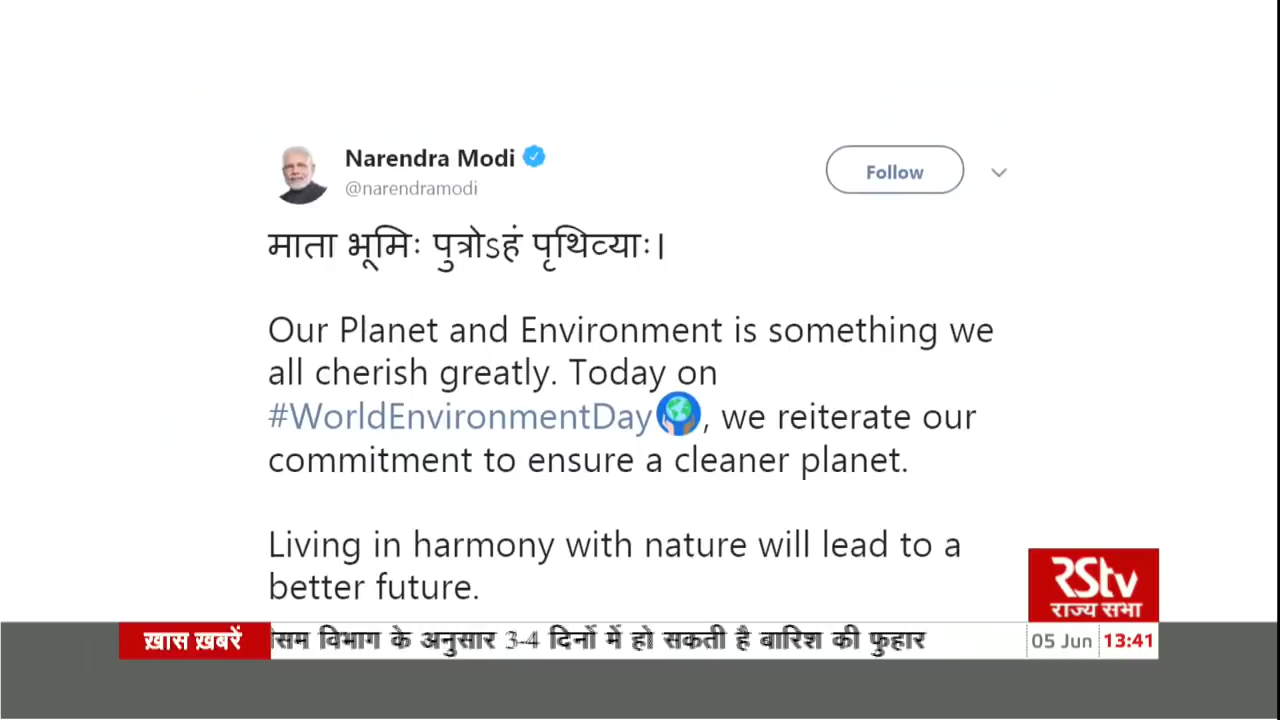 Narendra Modi
@narendramodi
Follow
माता भूमिः पुत्रोऽहं पृथिव्याः।
Our Planet and Environment is something we
all cherish greatly. Today on
#WorldEnvironmentDay, we reiterate our
commitment to ensure a cleaner planet.
Living in harmony with nature will lead to a
better future.
RStv
राज्य सभा
ख़ास ख़बरें
विभाग के अनुसार 3-4 दिनों में हो सकती है बारिश की फुहार
05 Jun 13:41